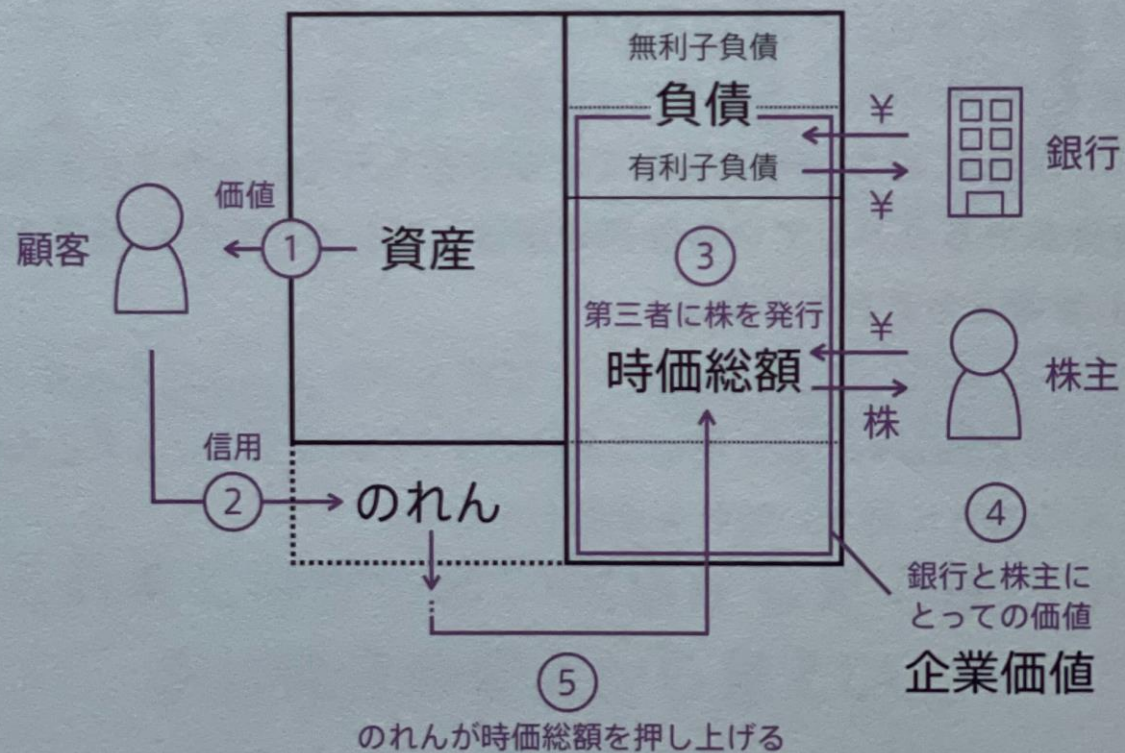 無利子負債
負債
有利子負債
¥
¥
銀行
顧客
価値
①
資産
③
第三者に株を発行
時価総額
¥
株
株主
信用
②
のれん
④
銀行と株主に
とっての価値
企業価値
⑤
のれんが時価総額を押し上げる